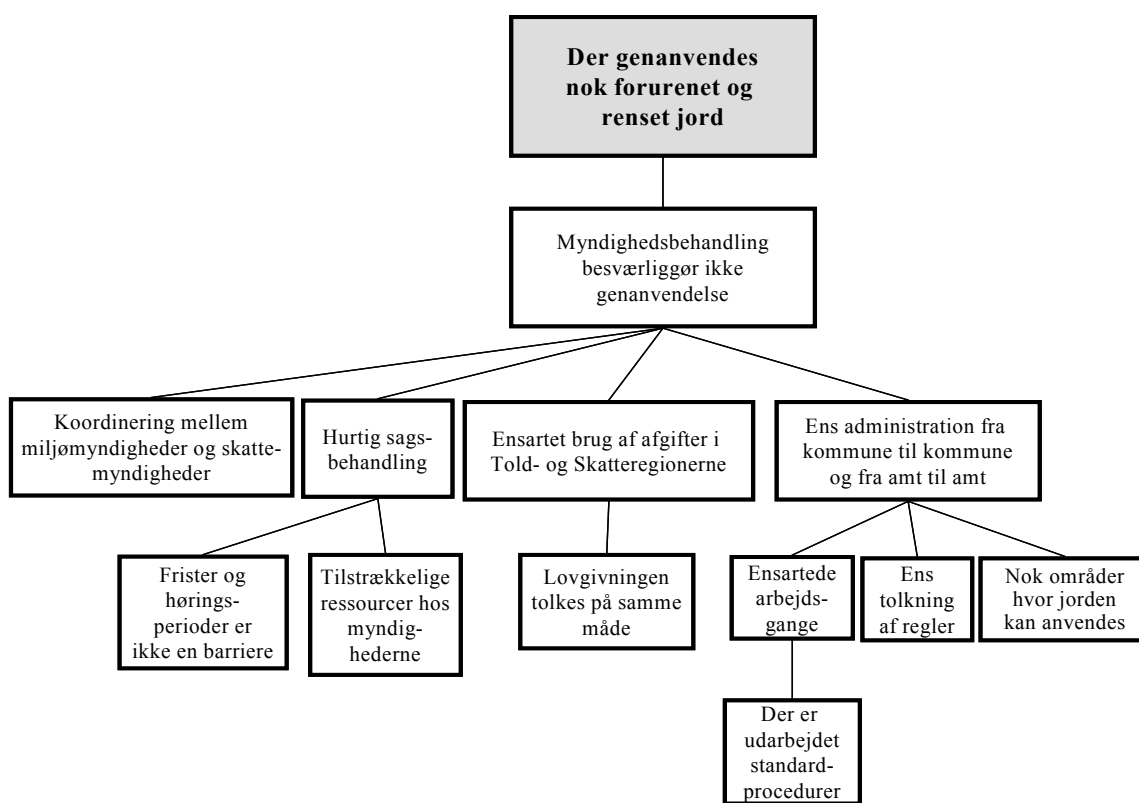 Der genanvendes
nok forurenet og
renset jord
Myndighedsbehandling
besværliggør ikke
genanvendelse
Koordinering mellem
miljømyndigheder og skatte-
myndigheder
Hurtig sags-
behandling
Ensartet brug af afgifter i
Told- og Skatteregionerne
Ens administration fra
kommune til kommune
og fra amt til amt
Frister og
hørings-
perioder er
ikke en barriere
Tilstrækkelige
ressourcer hos
myndig-
hederne
Lovgivningen
tolkes på samme
måde
Ensartede
arbejds-
gange
Ens
tolkning
af regler
Nok områder
hvor jorden
kan anvendes
Der er
udarbejdet
standard-
procedurer